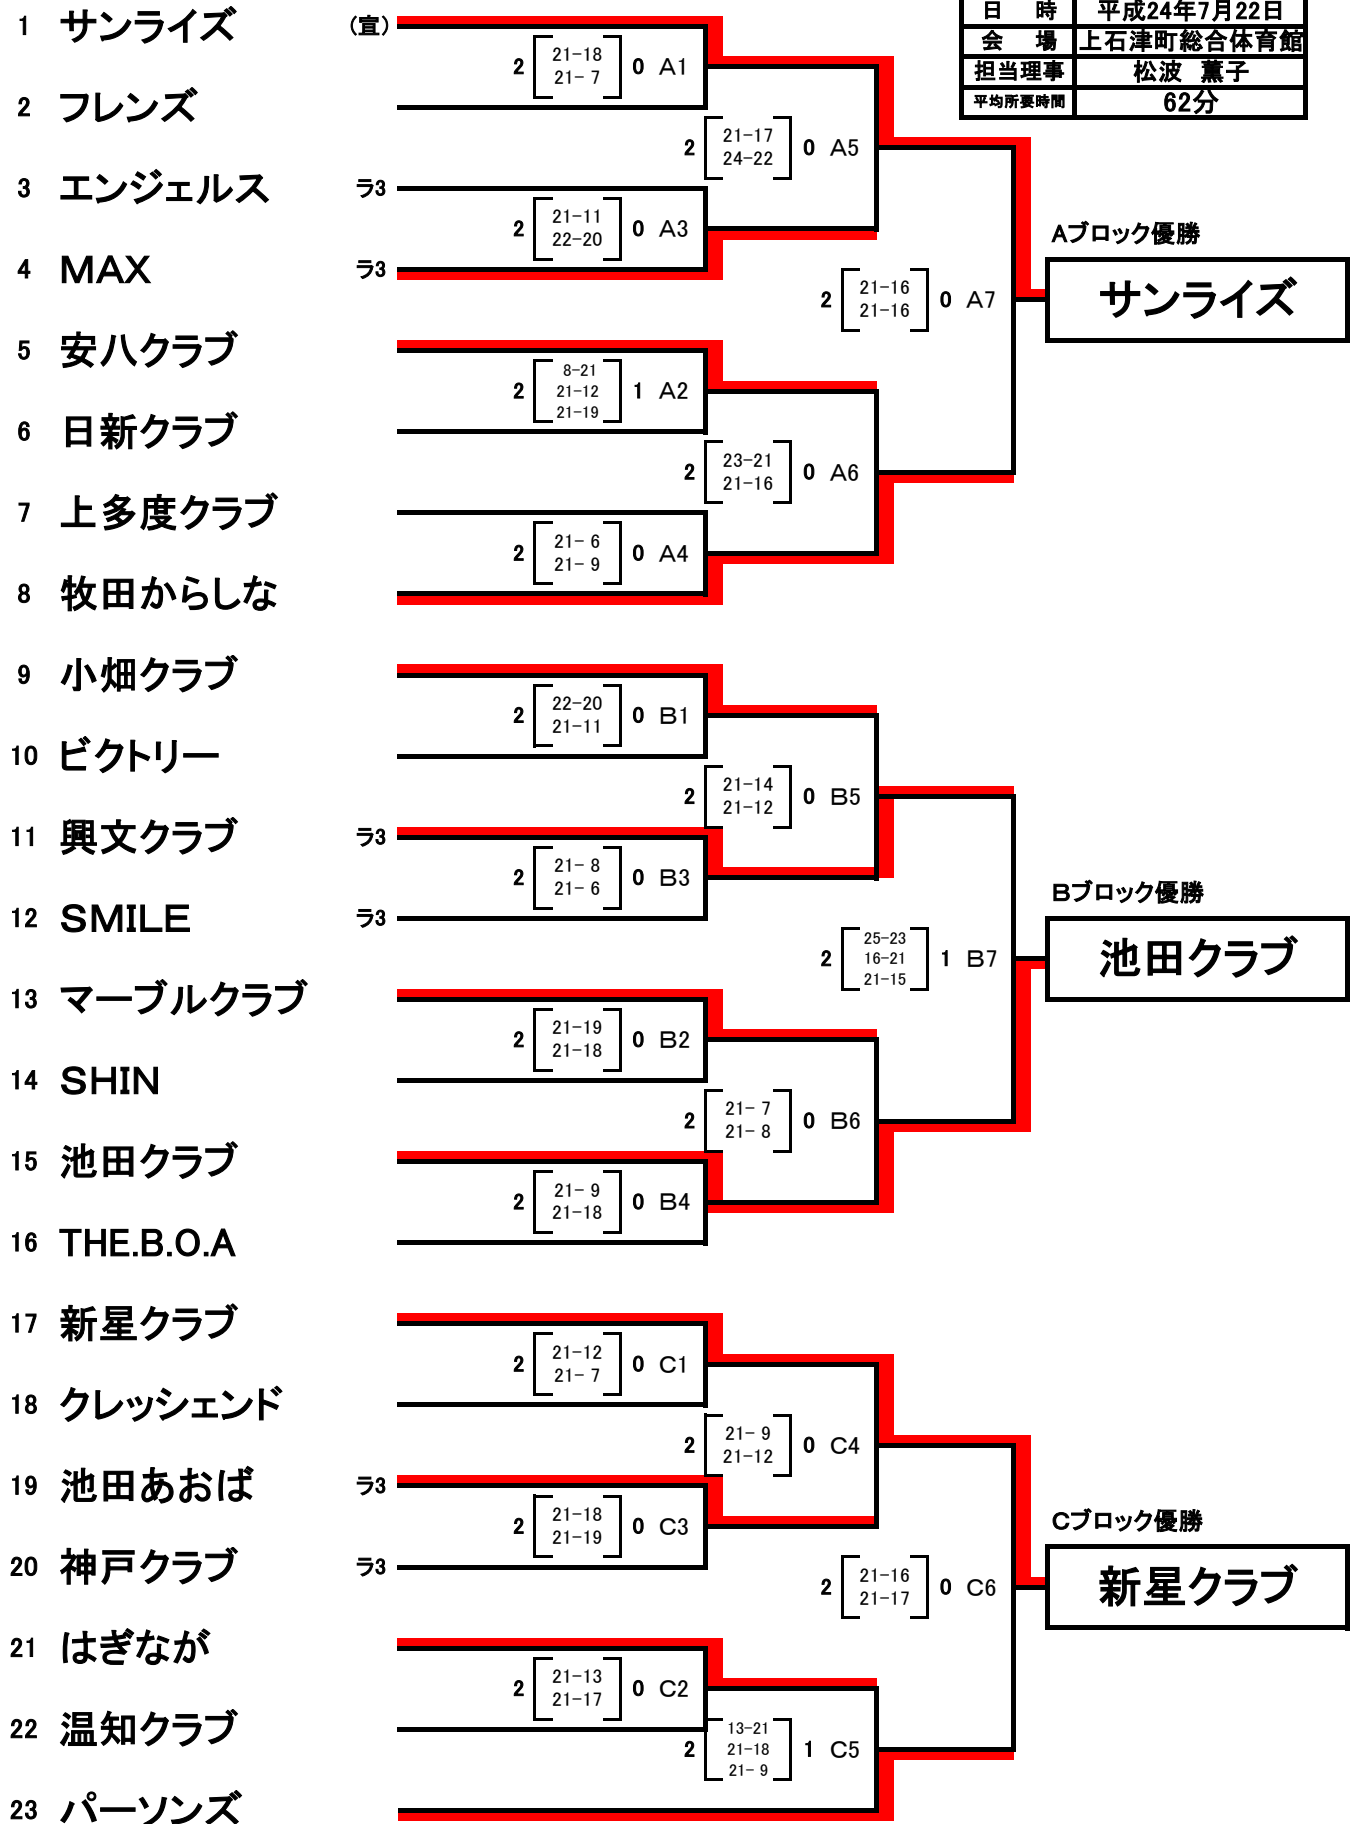 日 時 平成24年7月22日
会 場 上石津町総合体育館
担当理事 松波 薫子
平均所要時間 62分
1 サンライズ (宣)
2 [21-18 21- 7] 0 A1
2 フレンズ
2 [21-17 24-22] 0 A5
3 エンジェルス ラ3
2 [21-11 22-20] 0 A3
Aブロック優勝
4 MAX ラ3
2 [21-16 21-16] 0 A7
サンライズ
5 安八クラブ
2 [8-21 21-12 21-19] 1 A2
6 日新クラブ
2 [23-21 21-16] 0 A6
7 上多度クラブ
2 [21- 6 21- 9] 0 A4
8 牧田からしな
9 小畑クラブ
2 [22-20 21-11] 0 B1
10 ビクトリー
2 [21-14 21-12] 0 B5
11 興文クラブ ラ3
2 [21- 8 21- 6] 0 B3
Bブロック優勝
12 SMILE ラ3
2 [25-23 16-21 21-15] 1 B7
池田クラブ
13 マーブルクラブ
2 [21-19 21-18] 0 B2
14 SHIN
2 [21- 7 21- 8] 0 B6
15 池田クラブ
2 [21- 9 21-18] 0 B4
16 THE.B.O.A
17 新星クラブ
2 [21-12 21- 7] 0 C1
18 クレッシェンド
2 [21- 9 21-12] 0 C4
19 池田あおば ラ3
2 [21-18 21-19] 0 C3
Cブロック優勝
20 神戸クラブ ラ3
2 [21-16 21-17] 0 C6
新星クラブ
21 はぎなが
2 [21-13 21-17] 0 C2
22 温知クラブ
2 [13-21 21-18 21- 9] 1 C5
23 パーソンズ